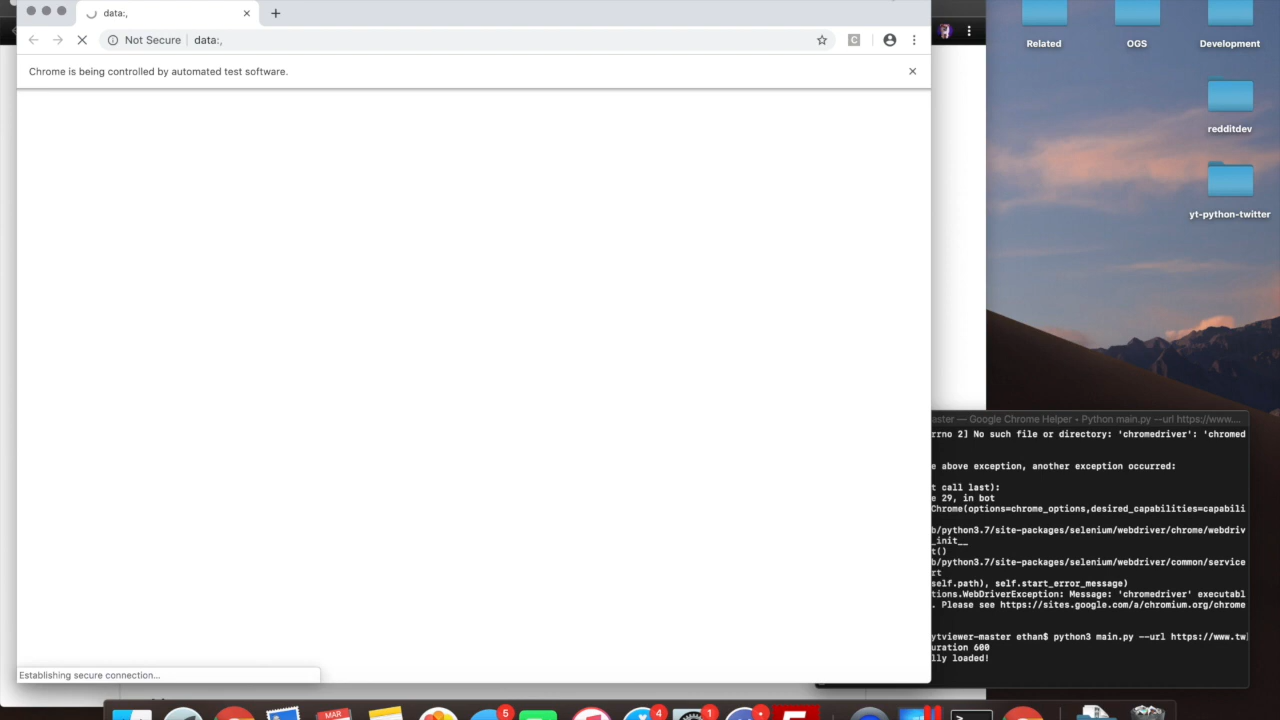 data:,
Not Secure
data:,
Chrome is being controlled by automated test software.
Related
OGS
Development
redditdev
yt-python-twitter
aster — Google Chrome Helper • Python main.py --url https://www....
rrno 2] No such file or directory: 'chromedriver': 'chromed
e above exception, another exception occurred:
t call last):
e 29, in bot
Chrome(options=chrome_options,desired_capabilities=capabili
b/python3.7/site-packages/selenium/webdriver/chrome/webdriv
_init__
t()
b/python3.7/site-packages/selenium/webdriver/common/service
rt
self.path), self.start_error_message)
tions.WebDriverException: Message: 'chromedriver' executabl
. Please see https://sites.google.com/a/chromium.org/chrome
ytviewer-master ethan$ python3 main.py --url https://www.tw
uration 600
lly loaded!
Establishing secure connection...
MAR
5
4
1